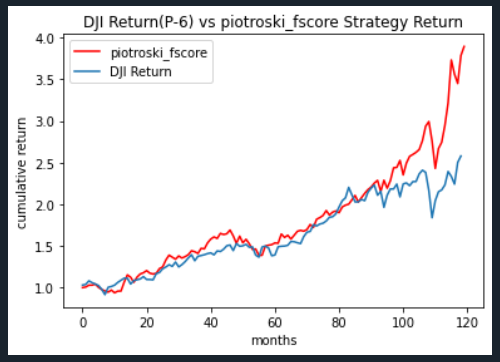 DJI Return(P-6) vs piotroski_fscore Strategy Return
4.0
3.5
3.0
2.5
2.0
1.5
1.0
cumulative return
piotroski_fscore
DJI Return
0 20 40 60 80 100 120
months